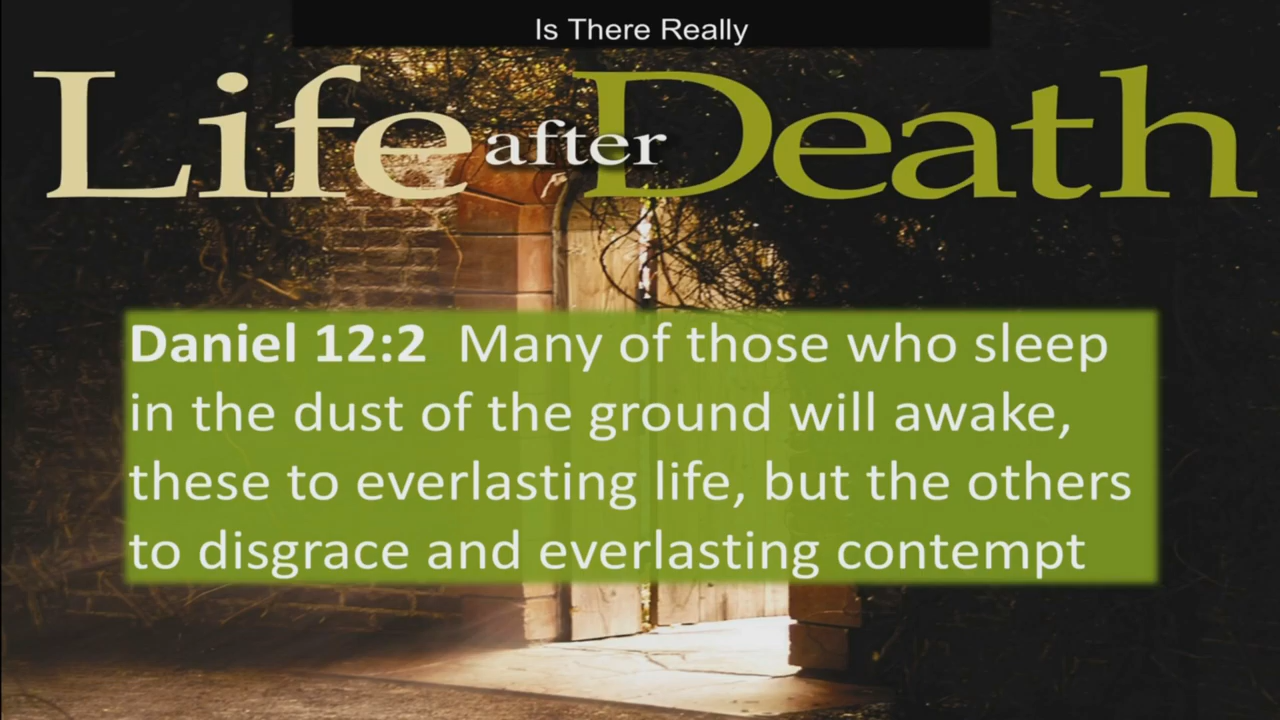 Is There Really
Life after Death
Daniel 12:2 Many of those who sleep
in the dust of the ground will awake,
these to everlasting life, but the others
to disgrace and everlasting contempt